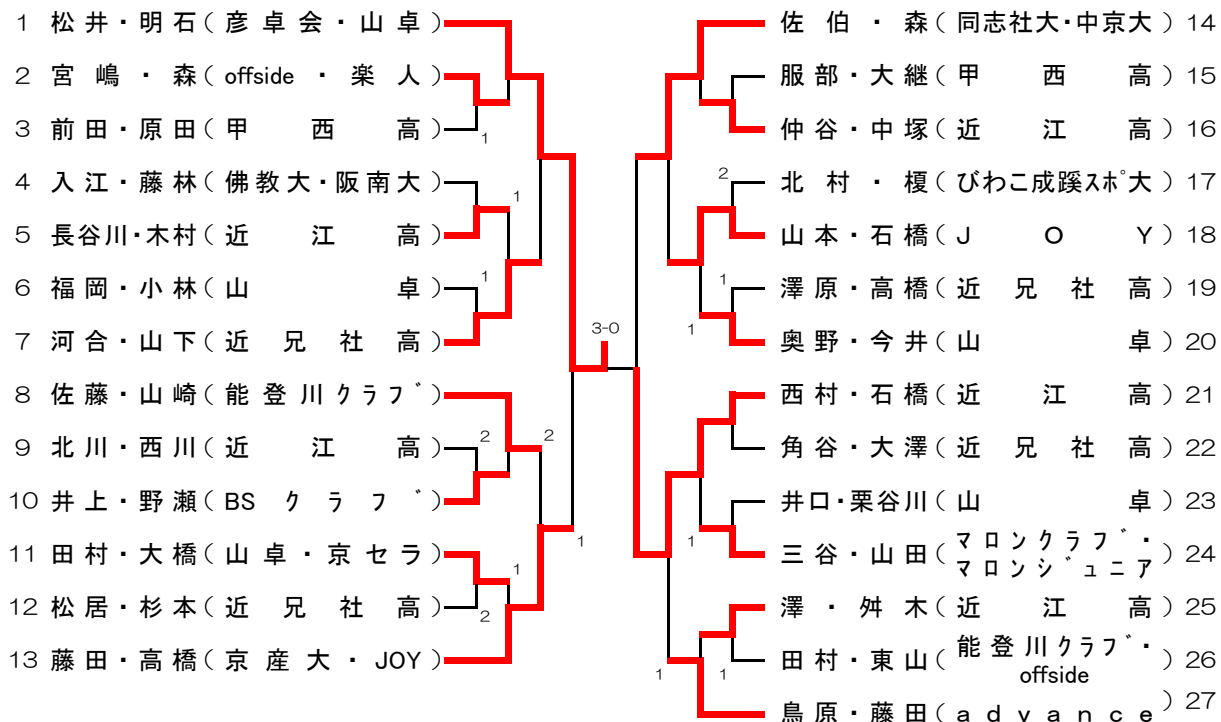 1 松井・明石(彦卓会・山卓)
2 宮嶋・森(offside・楽人)
3 前田・原田(甲西高)
1
4 入江・藤林(佛教大・阪南大)
1
5 長谷川・木村(近江高)
6 福岡・小林(山卓)
1
7 河合・山下(近兄社高)
8 佐藤・山崎(能登川クラブ)
9 北川・西川(近江高)
2
2
10 井上・野瀬(BSクラブ)
11 田村・大橋(山卓・京セラ)
1
12 松居・杉本(近兄社高)
2
13 藤田・高橋(京産大・JOY)
1
3-0
佐伯・森(同志社大・中京大)14
服部・大継(甲西高)15
仲谷・中塚(近江高)16
2
北村・榎(びわこ成蹊スポ大)17
山本・石橋(JOY)18
1
澤原・高橋(近兄社高)19
1
奥野・今井(山卓)20
西村・石橋(近江高)21
角谷・大澤(近兄社高)22
井口・栗谷川(山卓)23
1
三谷・山田(マロンクラブ・
マロンジュニア)24
澤・舛木(近江高)25
田村・東山(能登川クラブ・
offside)26
1
1
鳥原・藤田(advance)27